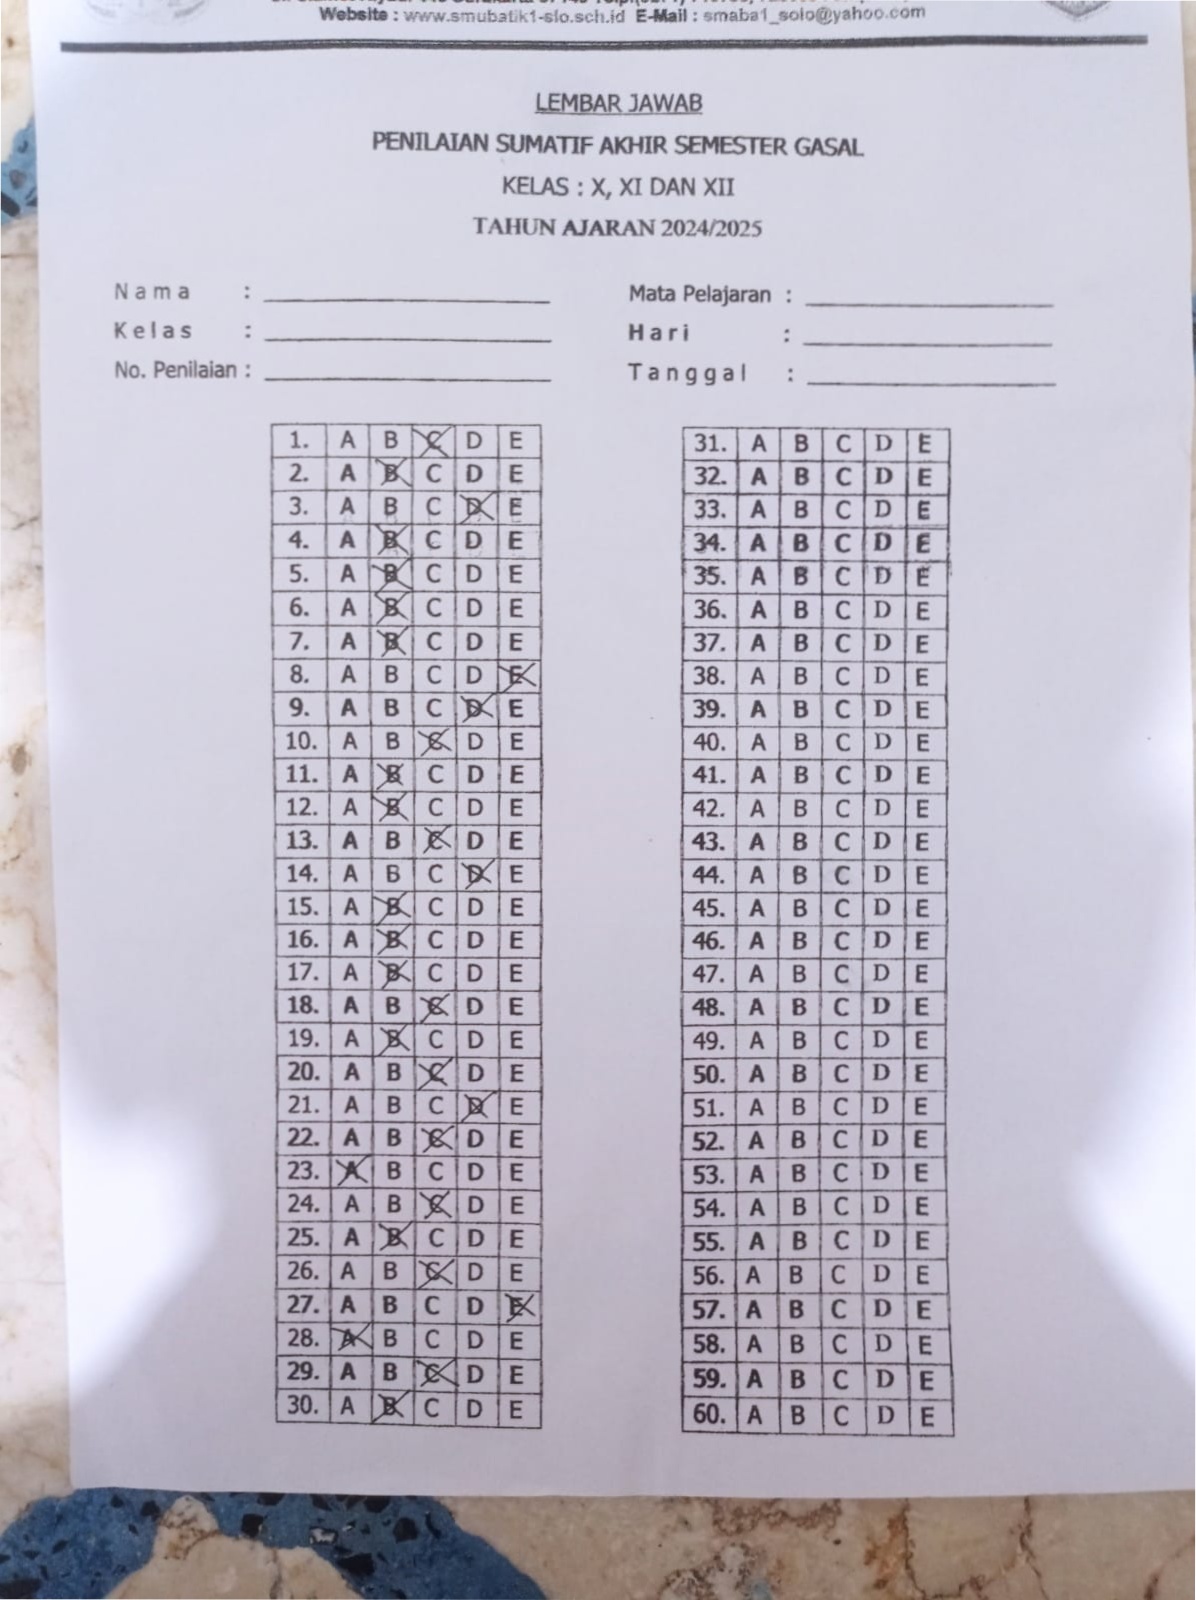 Website : www.smubatik1-slo.sch.id E-Mail : smaba1_solo@yahoo.com
LEMBAR JAWAB
PENILAIAN SUMATIF AKHIR SEMESTER GASAL
KELAS : X, XI DAN XII
TAHUN AJARAN 2024/2025
Nama :
Kelas :
No. Penilaian :
Mata Pelajaran :
Hari :
Tanggal :
1. A B C D E
2. A B C D E
3. A B C D E
4. A B C D E
5. A B C D E
6. A B C D E
7. A B C D E
8. A B C D E
9. A B C D E
10. A B C D E
11. A B C D E
12. A B C D E
13. A B C D E
14. A B C D E
15. A B C D E
16. A B C D E
17. A B C D E
18. A B C D E
19. A B C D E
20. A B C D E
21. A B C D E
22. A B C D E
23. A B C D E
24. A B C D E
25. A B C D E
26. A B C D E
27. A B C D E
28. A B C D E
29. A B C D E
30. A B C D E
31. A B C D E
32. A B C D E
33. A B C D E
34. A B C D E
35. A B C D E
36. A B C D E
37. A B C D E
38. A B C D E
39. A B C D E
40. A B C D E
41. A B C D E
42. A B C D E
43. A B C D E
44. A B C D E
45. A B C D E
46. A B C D E
47. A B C D E
48. A B C D E
49. A B C D E
50. A B C D E
51. A B C D E
52. A B C D E
53. A B C D E
54. A B C D E
55. A B C D E
56. A B C D E
57. A B C D E
58. A B C D E
59. A B C D E
60. A B C D E